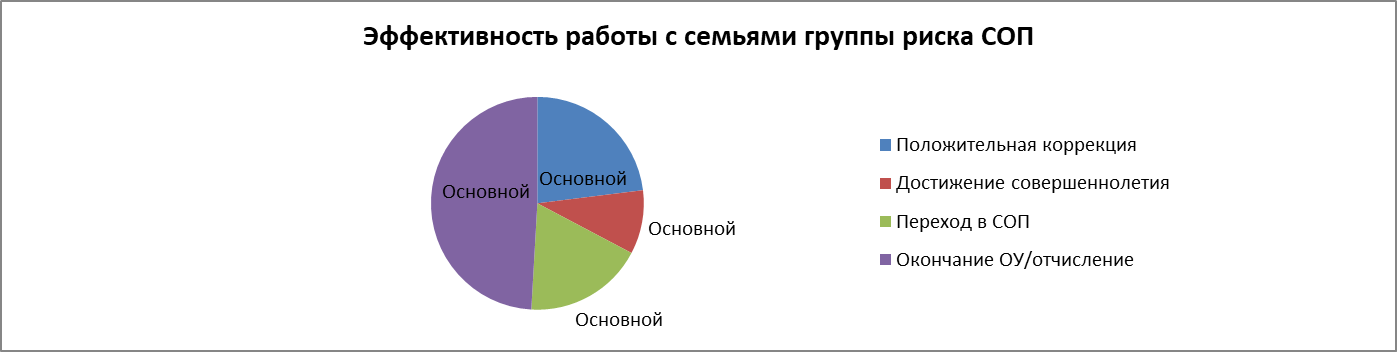 Эффективность работы с семьями группы риска СОП
Основной
Основной
Основной
Основной
Положительная коррекция
Достижение совершеннолетия
Переход в СОП
Окончание ОУ/отчисление